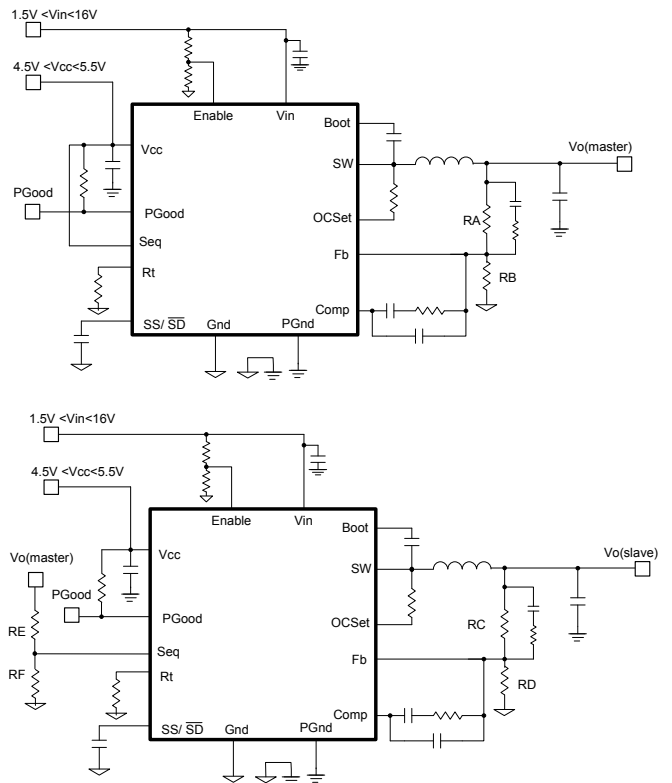 1.5V <Vin<16V
4.5V <Vcc<5.5V
Enable
Vin
Boot
Vcc
SW
Vo(master)
PGood
PGood
OCSet
RA
Seq
Fb
Rt
RB
Comp
SS/ SD
Gnd
PGnd
1.5V <Vin<16V
4.5V <Vcc<5.5V
Enable
Vin
Boot
Vo(master)
Vcc
SW
Vo(slave)
PGood
PGood
OCSet
RC
RE
Seq
Fb
RF
Rt
RD
Comp
SS/ SD
Gnd
PGnd